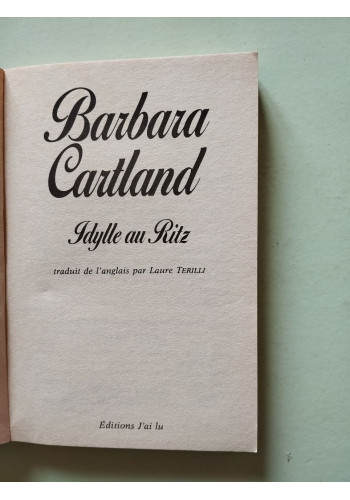 Barbara
Cartland
Idylle au Ritz
traduit de l'anglais par Laure TERILLI
Éditions J'ai lu